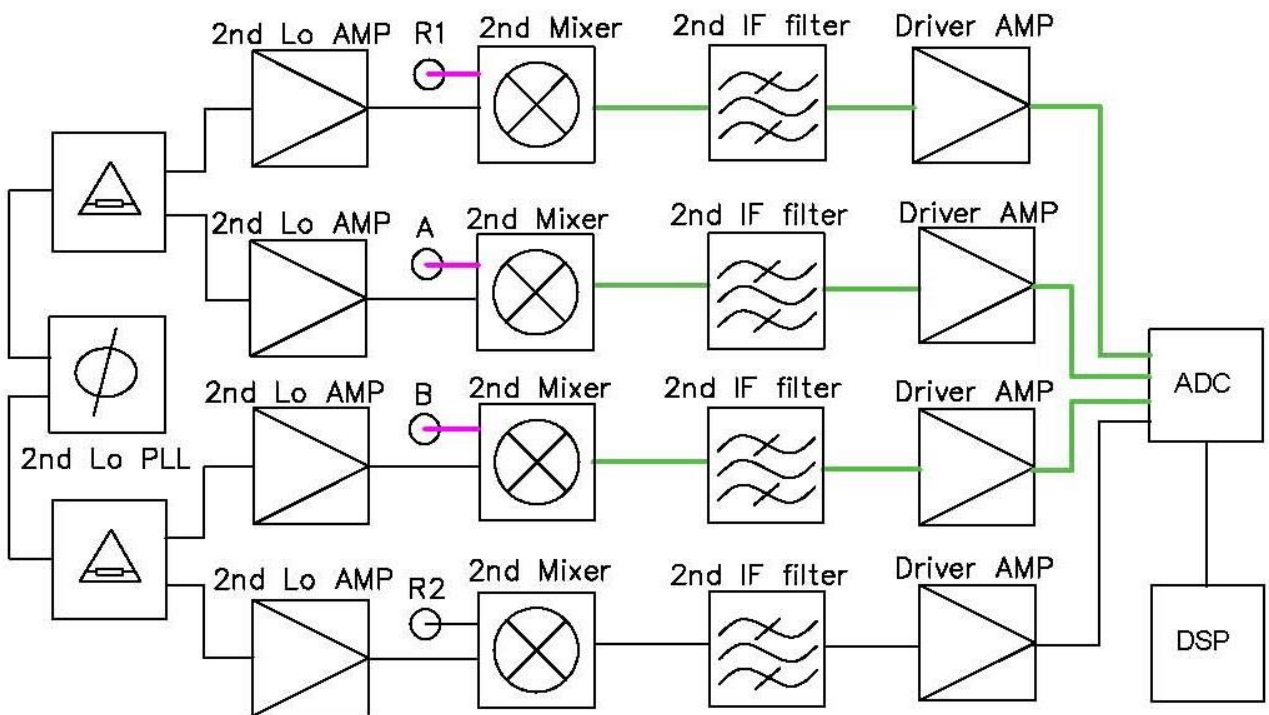 2nd Lo AMP R1 2nd Mixer 2nd IF filter Driver AMP
2nd Lo AMP A 2nd Mixer 2nd IF filter Driver AMP
ADC
2nd Lo AMP B 2nd Mixer 2nd IF filter Driver AMP
2nd Lo PLL
2nd Lo AMP R2 2nd Mixer 2nd IF filter Driver AMP
DSP